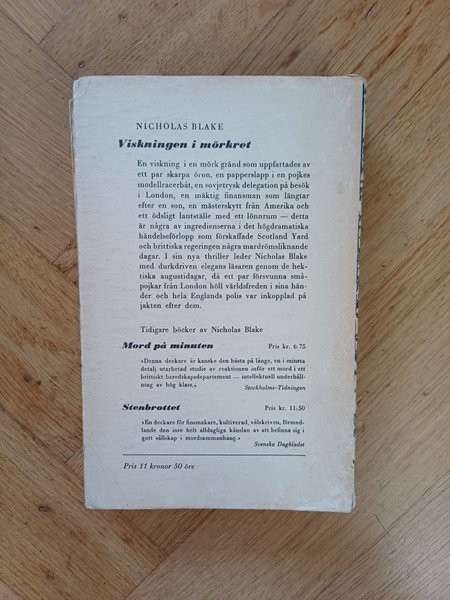 NICHOLAS BLAKE
Viskningen i mörkret
En viskning i en mörk gränd som uppfattades av
ett par skarpa öron, en papperslapp i en pojkes
modellracerbåt, en sovjetrysk delegation på besök
i London, en mäktig finansman som längtar
efter en son, en mästerskytt från Amerika och
ett ödsligt lantställe med ett lönnrum — detta
är några av ingredienserna i det högdramatiska
händelseförlopp som förskaffade Scotland Yard
och brittiska regeringen några mardrömsliknande
dagar. I sin nya thriller leder Nicholas Blake
med durkdriven elegans läsaren genom de hek-
tiska augustidagar, då ett par försvunna små-
pojkar från London höll världsfreden i sina hän-
der och hela Englands polis var inkopplad på
jakten efter dem.
Tidigare böcker av Nicholas Blake
Mord på minuten Pris kr. 6:75
»Denna deckare är kanske den bästa på länge, en i minsta
detalj utarbetad studie av reaktionen inför ett mord i ett
brittiskt beredskapsdepartement — intellektuell underhåll-
ning av hög klass.»
Stockholms-Tidningen
Stenbrottet Pris kr. 11:50
»En deckare för finsmakare, kultiverad, välskriven, förmed-
lande den inte helt alldagliga känslan av att befinna sig i
gott sällskap i mordsammanhang.»
Svenska Dagbladet
Pris 11 kronor 50 öre